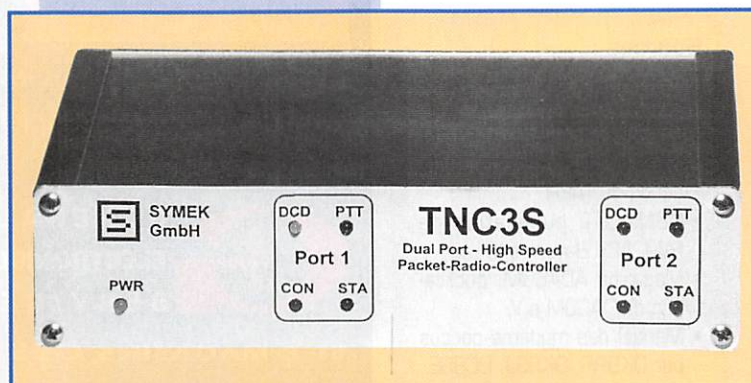 SYMEK
GmbH
PWR
DCD PTT
Port 1
CON STA
TNC3S
Dual Port - High Speed
Packet-Radio-Controller
DCD PTT
Port 2
CON STA